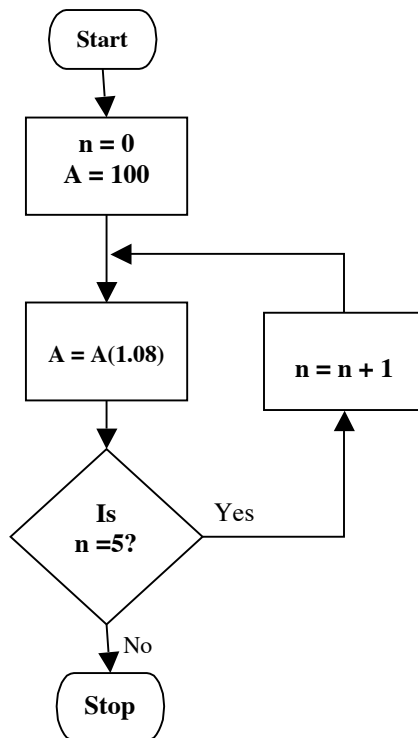 Start
n = 0
A = 100
A = A(1.08)
n = n + 1
Is
n =5?
Yes
No
Stop